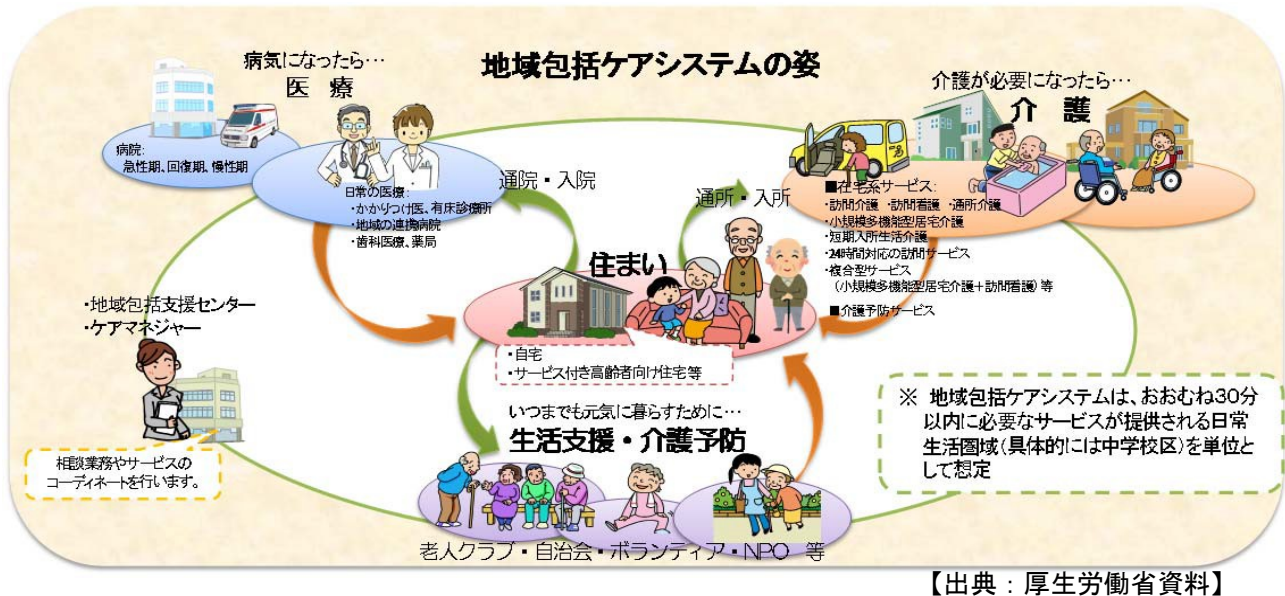 地域包括ケアシステムの姿
病気になったら…
医 療
病院:
急性期、回復期、慢性期
日常の医療:
・かかりつけ医、有床診療所
・地域の連携病院
・歯科医療、薬局
通院・入院
通所・入所
介護が必要になったら…
介 護
■在宅系サービス:
・訪問介護 ・訪問看護 ・通所介護
・小規模多機能型居宅介護
・短期入所生活介護
・24時間対応の訪問サービス
・複合型サービス
（小規模多機能型居宅介護＋訪問看護）等
■介護予防サービス
住まい
・自宅
・サービス付き高齢者向け住宅等
・地域包括支援センター
・ケアマネジャー
相談業務やサービスの
コーディネートを行います。
いつまでも元気に暮らすために…
生活支援・介護予防
老人クラブ・自治会・ボランティア・NPO 等
※ 地域包括ケアシステムは、おおむね30分
以内に必要なサービスが提供される日常
生活圏域（具体的には中学校区）を単位と
して想定
【出典：厚生労働省資料】